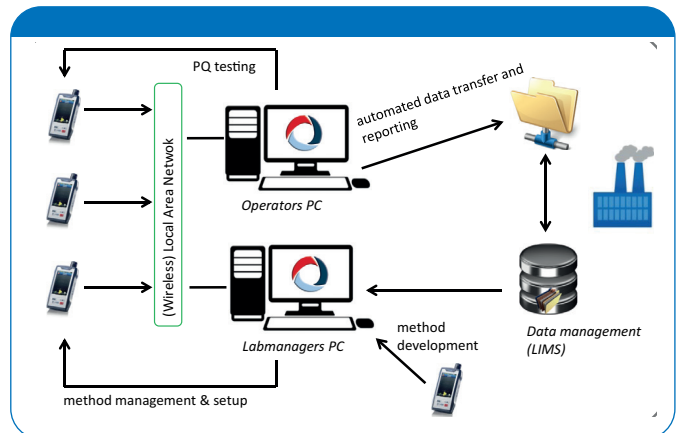 PQ testing
automated data transfer and
reporting
(Wireless) Local Area Netwok
Operators PC
Labmanagers PC
method
development
Data management
(LIMS)
method management & setup